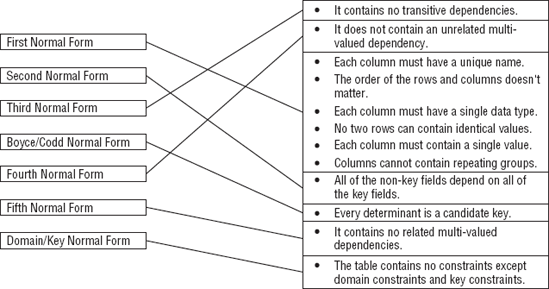 First Normal Form
Second Normal Form
Third Normal Form
Boyce/Codd Normal Form
Fourth Normal Form
Fifth Normal Form
Domain/Key Normal Form
• It contains no transitive dependencies.
• It does not contain an unrelated multi-
valued dependency.
• Each column must have a unique name.
• The order of the rows and columns doesn't
matter.
• Each column must have a single data type.
• No two rows can contain identical values.
• Each column must contain a single value.
• Columns cannot contain repeating groups.
• All of the non-key fields depend on all of
the key fields.
• Every determinant is a candidate key.
• It contains no related multi-valued
dependencies.
• The table contains no constraints except
domain constraints and key constraints.